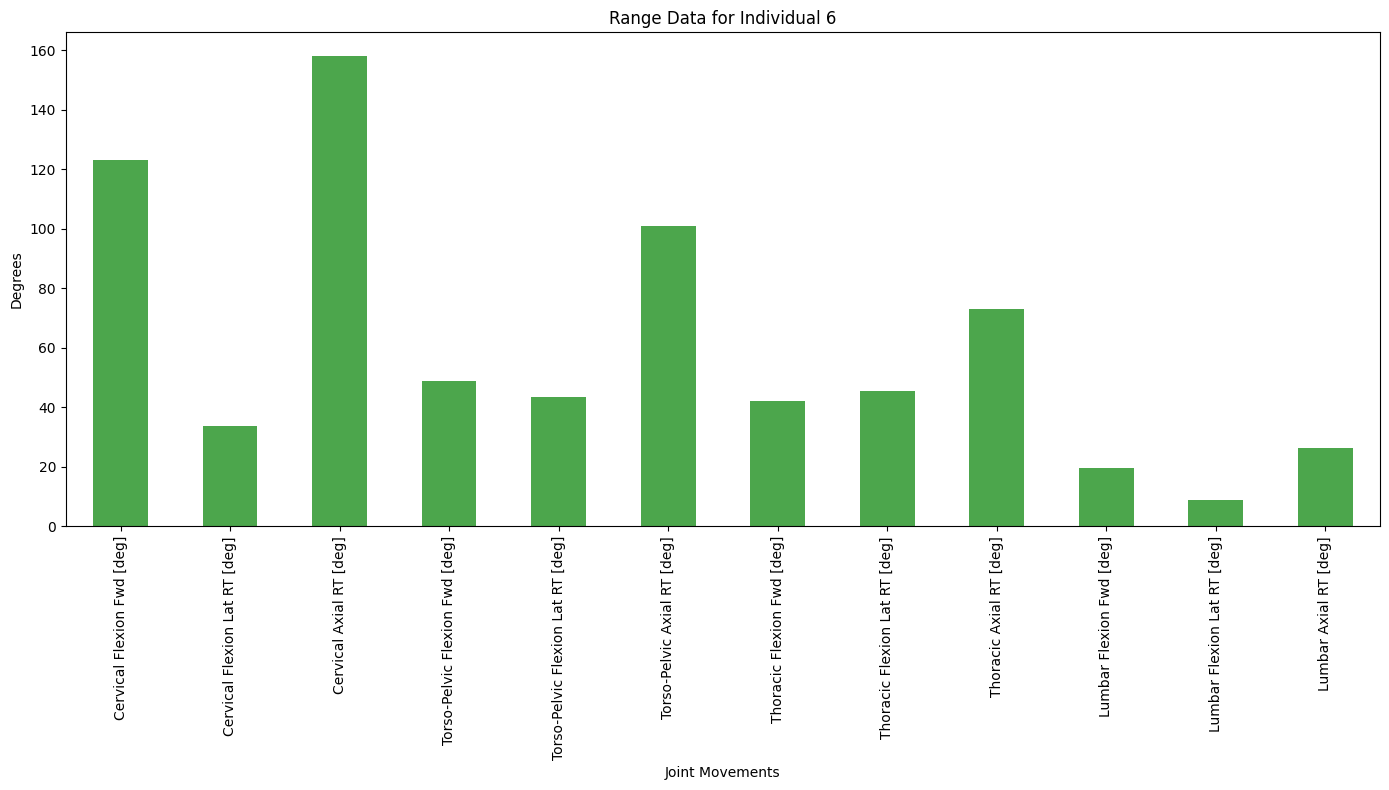 Range Data for Individual 6
160
140
120
100
80
60
40
20
0
Degrees
Cervical Flexion Fwd [deg]
Cervical Flexion Lat RT [deg]
Cervical Axial RT [deg]
Torso-Pelvic Flexion Fwd [deg]
Torso-Pelvic Flexion Lat RT [deg]
Torso-Pelvic Axial RT [deg]
Thoracic Flexion Fwd [deg]
Thoracic Flexion Lat RT [deg]
Thoracic Axial RT [deg]
Lumbar Flexion Fwd [deg]
Lumbar Flexion Lat RT [deg]
Lumbar Axial RT [deg]
Joint Movements